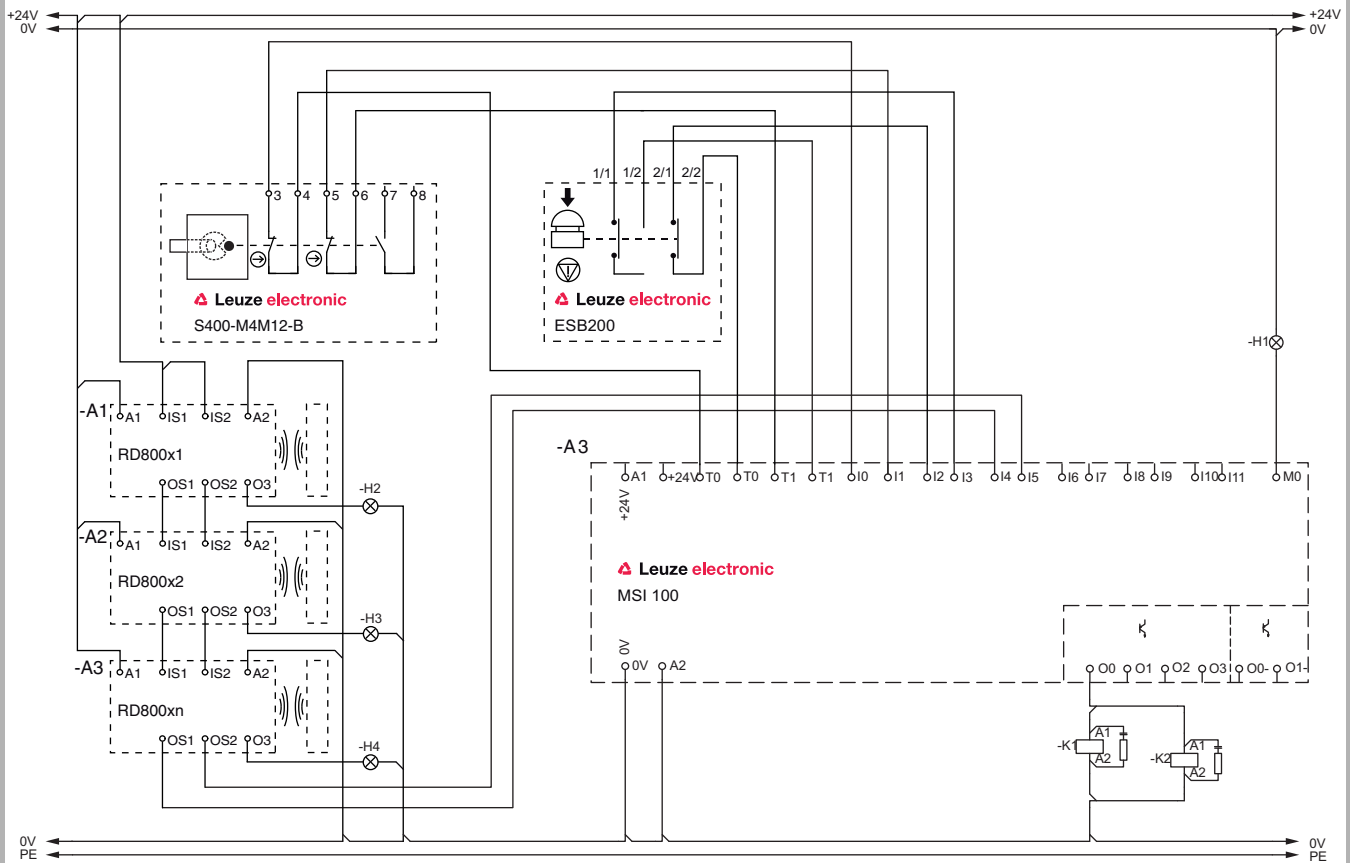 +24V
+24V
0V
0V
1/1 1/2 2/1 2/2
3 4 5 6 7 8
Leuze electronic
S400-M4M12-B
Leuze electronic
ESB200
-H1
-A1
A1 IS1 IS2 A2
RD800x1
OS1 OS2 O3
-H2
-A2
A1 IS1 IS2 A2
RD800x2
OS1 OS2 O3
-H3
-A3
A1 IS1 IS2 A2
RD800xn
OS1 OS2 O3
-H4
-A3
A1 +24V T0 T0 T1 T1 I0 I1 I2 I3 I4 I5 I6 I7 I8 I9 I10 I11 M0
+24V
Leuze electronic
MSI 100
0V
0V A2
O0 O1 O2 O3 O0- O1-
-K1
A1
A2
-K2
A1
A2
0V
0V
PE
PE